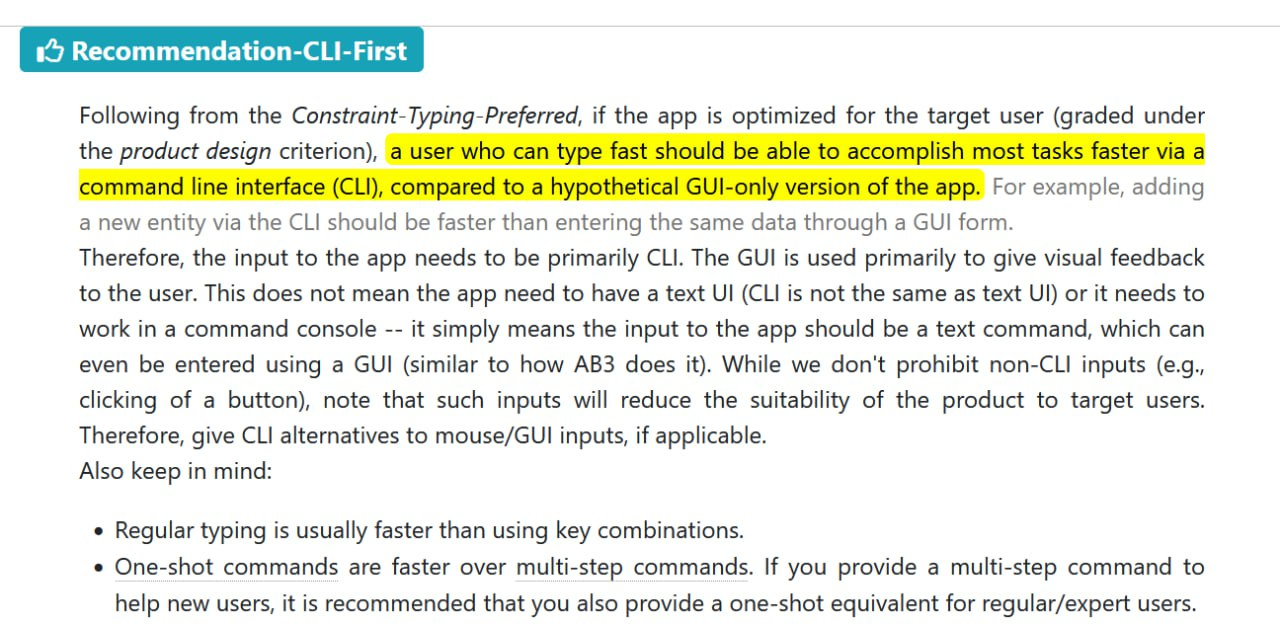 Recommendation-CLI-First
Following from the Constraint-Typing-Preferred, if the app is optimized for the target user (graded under
the product design criterion), a user who can type fast should be able to accomplish most tasks faster via a
command line interface (CLI), compared to a hypothetical GUI-only version of the app. For example, adding
a new entity via the CLI should be faster than entering the same data through a GUI form.
Therefore, the input to the app needs to be primarily CLI. The GUI is used primarily to give visual feedback
to the user. This does not mean the app need to have a text UI (CLI is not the same as text UI) or it needs to
work in a command console -- it simply means the input to the app should be a text command, which can
even be entered using a GUI (similar to how AB3 does it). While we don't prohibit non-CLI inputs (e.g.,
clicking of a button), note that such inputs will reduce the suitability of the product to target users.
Therefore, give CLI alternatives to mouse/GUI inputs, if applicable.
Also keep in mind:
• Regular typing is usually faster than using key combinations.
• One-shot commands are faster over multi-step commands. If you provide a multi-step command to
help new users, it is recommended that you also provide a one-shot equivalent for regular/expert users.